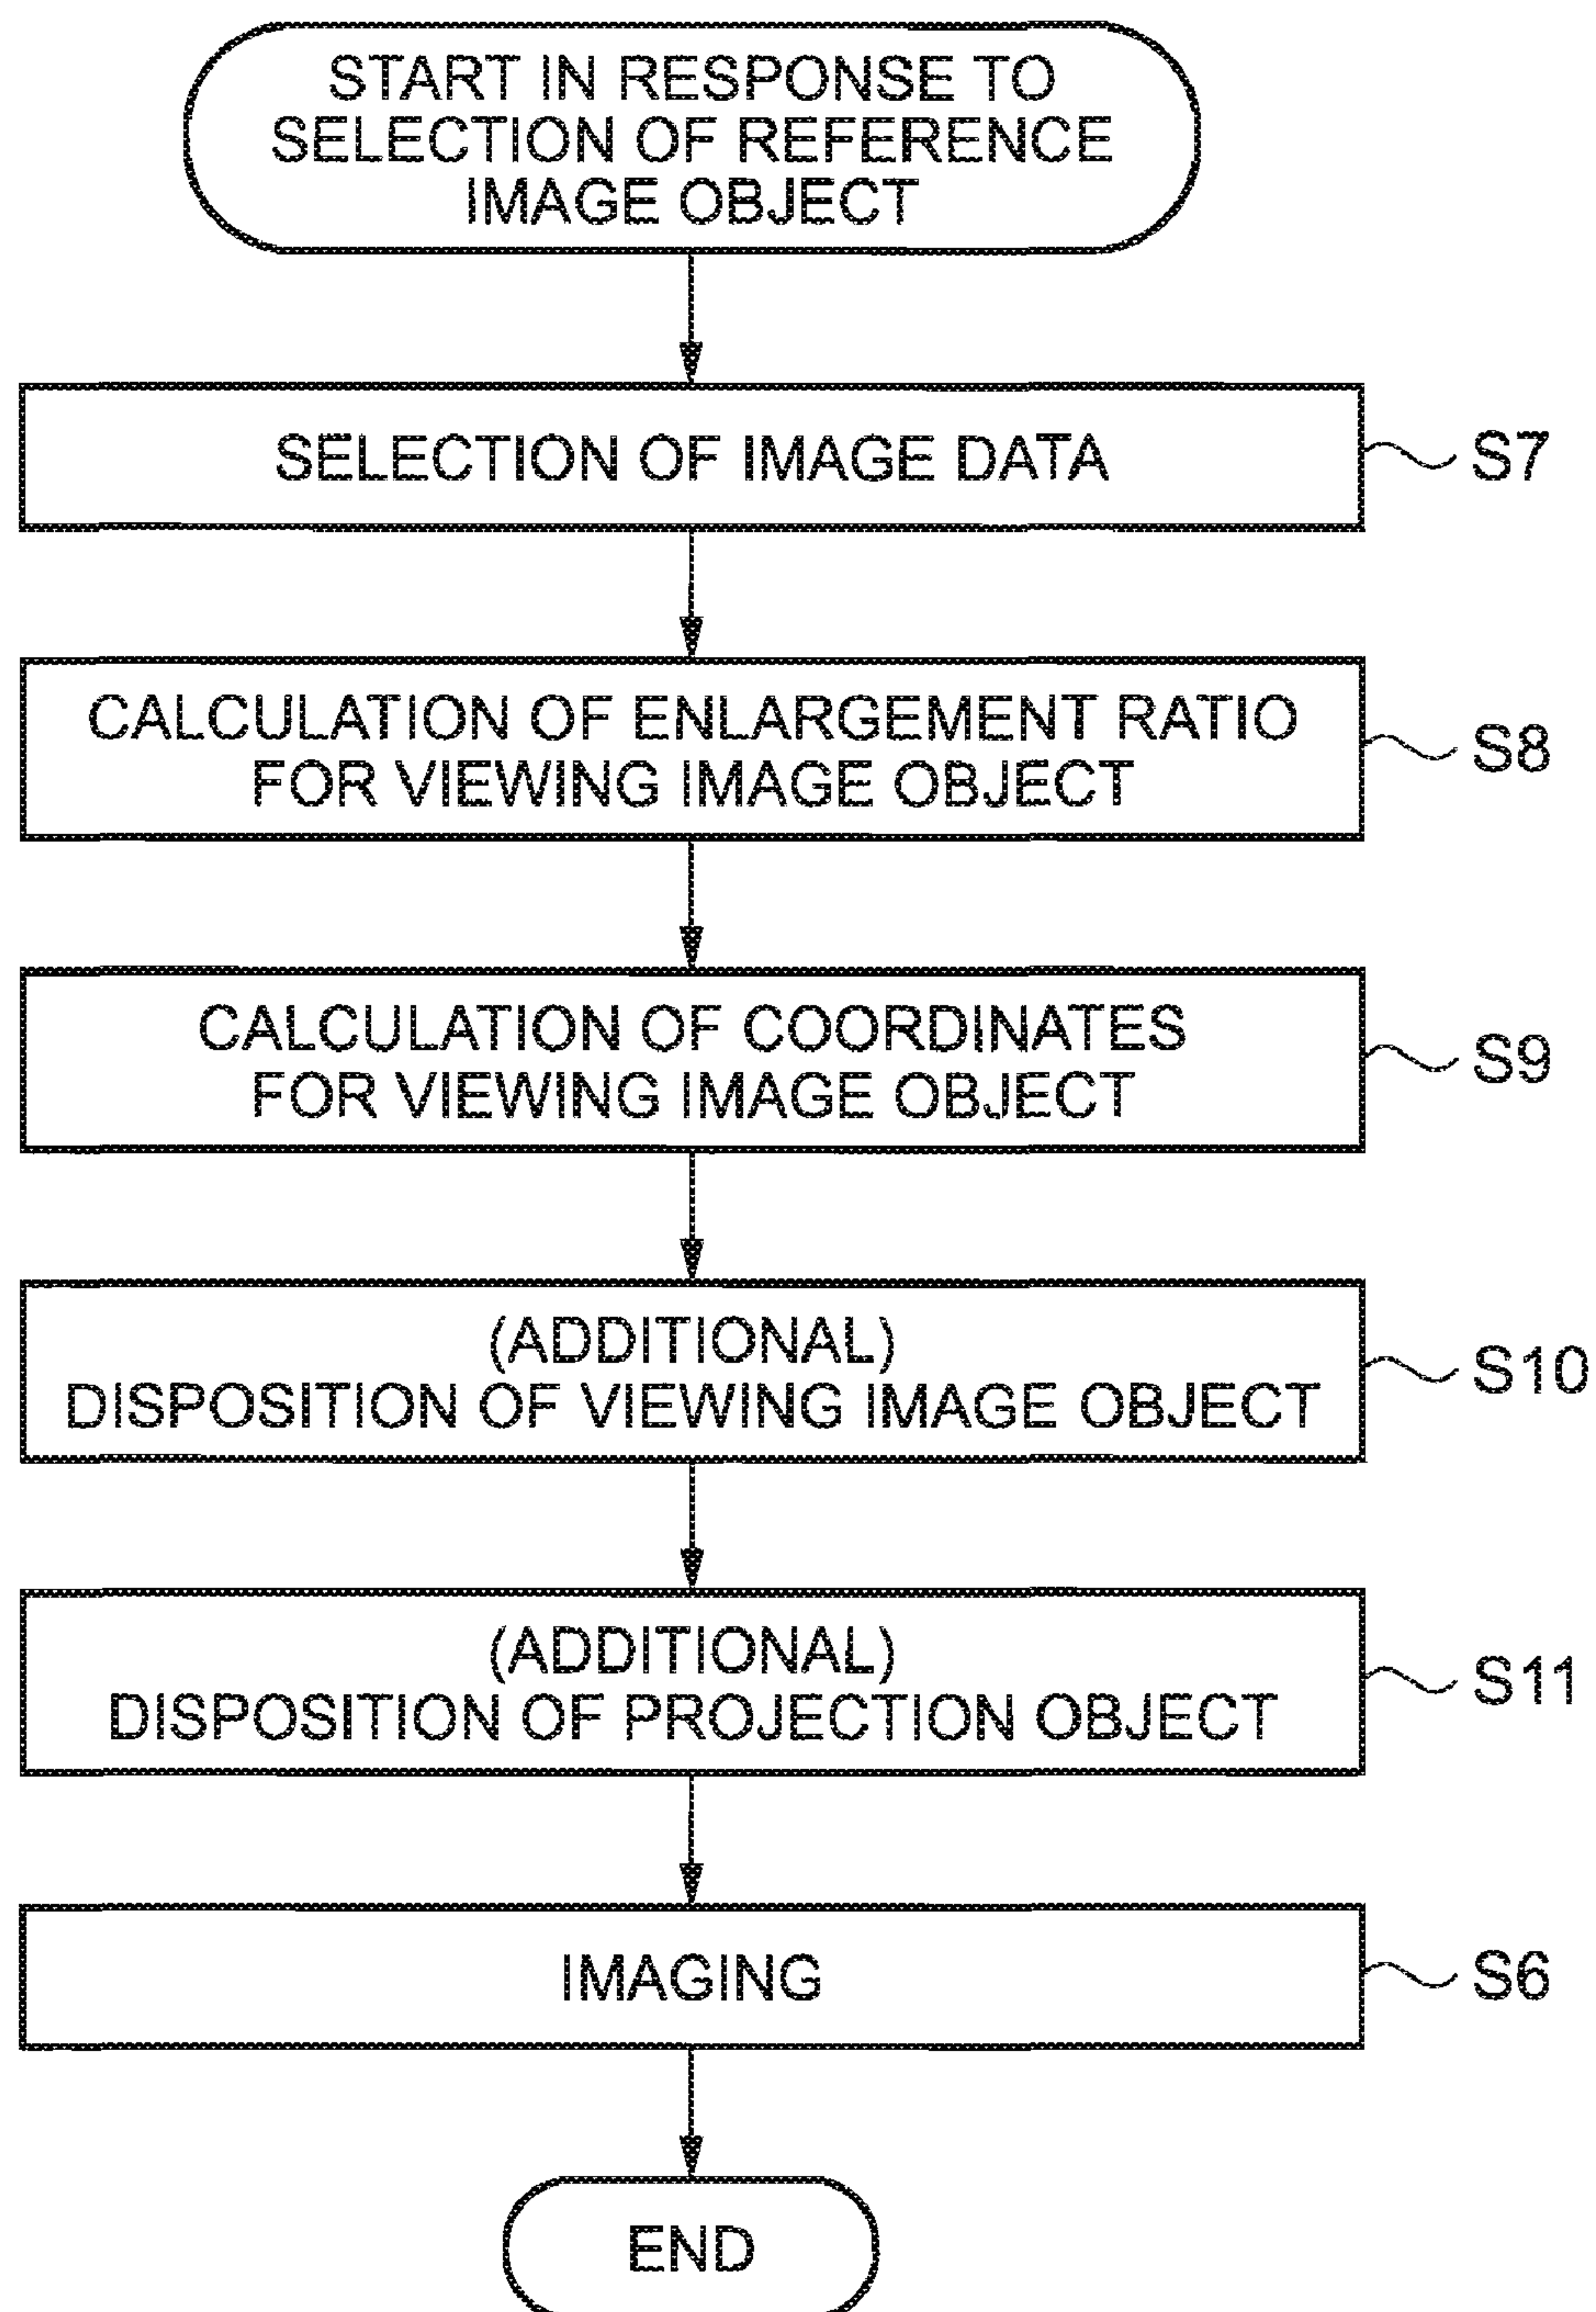 START IN RESPONSE TO
SELECTION OF REFERENCE
IMAGE OBJECT
SELECTION OF IMAGE DATA
S7
CALCULATION OF ENLARGEMENT RATIO
FOR VIEWING IMAGE OBJECT
S8
CALCULATION OF COORDINATES
FOR VIEWING IMAGE OBJECT
S9
(ADDITIONAL)
DISPOSITION OF VIEWING IMAGE OBJECT
S10
(ADDITIONAL)
DISPOSITION OF PROJECTION OBJECT
S11
IMAGING
S6
END